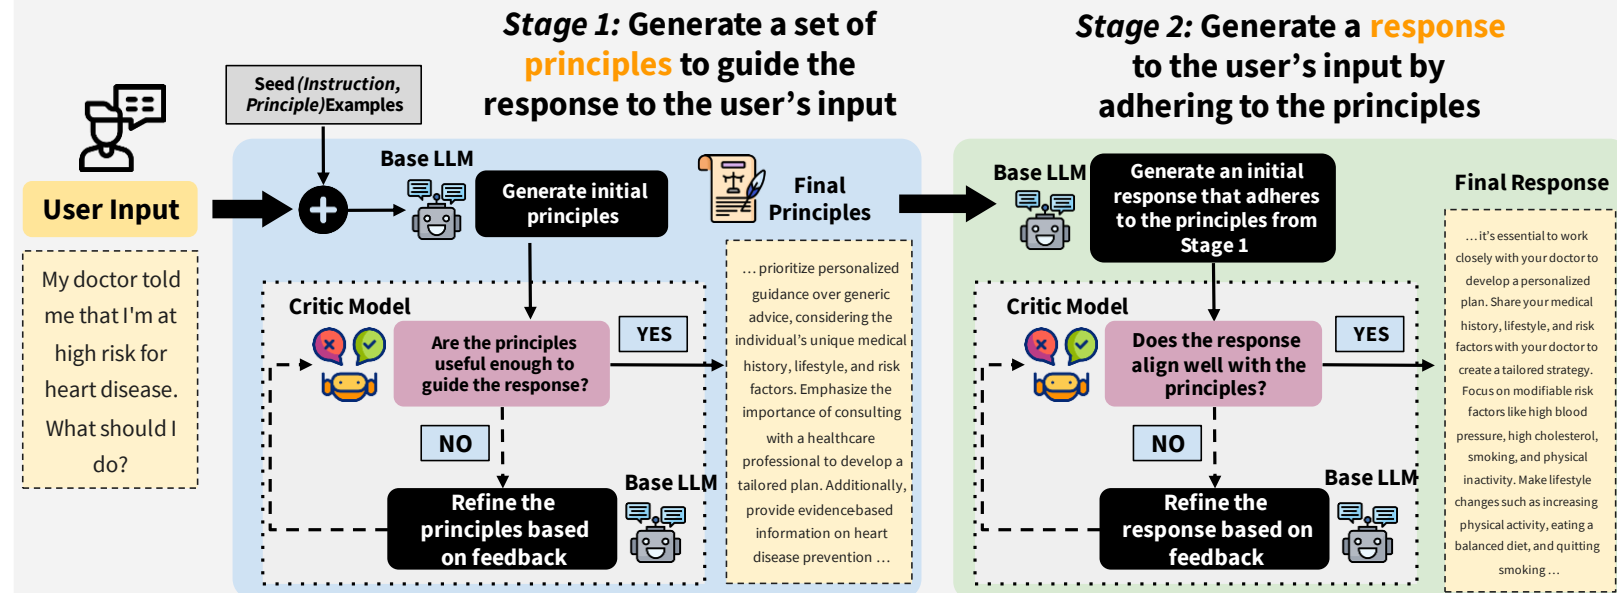 Stage 1: Generate a set of
principles to guide the
response to the user's input
Stage 2: Generate a response
to the user's input by
adhering to the principles
Seed (Instruction,
Principle)Examples
User Input
My doctor told
me that I'm at
high risk for
heart disease.
What should I
do?
Base LLM
Generate initial
principles
Final
Principles
Critic Model
Are the principles
useful enough to
guide the response?
YES
NO
Refine the
principles based
on feedback
Base LLM
... prioritize personalized
guidance over generic
advice, considering the
individual's unique medical
history, lifestyle, and risk
factors. Emphasize the
importance of consulting
with a healthcare
professional to develop a
tailored plan. Additionally,
provide evidencebased
information on heart
disease prevention ...
Base LLM
Generate an initial
response that adheres
to the principles from
Stage 1
Critic Model
Does the response
align well with the
principles?
YES
NO
Refine the
response based on
feedback
Base LLM
Final Response
... it's essential to work
closely with your doctor to
develop a personalized
plan. Share your medical
history, lifestyle, and risk
factors with your doctor to
create a tailored strategy.
Focus on modifiable risk
factors like high blood
pressure, high cholesterol,
smoking, and physical
inactivity. Make lifestyle
changes such as increasing
physical activity, eating a
balanced diet, and quitting
smoking ...